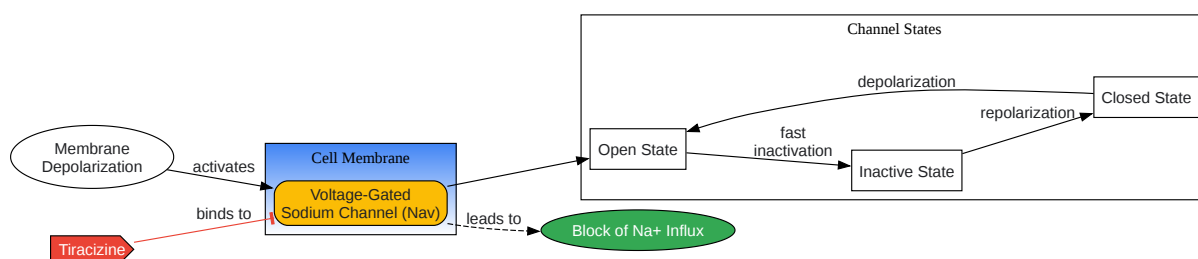 Channel States
depolarization
Closed State
repolarization
Open State
fast
inactivation
Inactive State
Membrane
Depolarization
activates
Cell Membrane
Voltage-Gated
Sodium Channel (Nav)
binds to
leads to
Tiracizine
Block of Na+ Influx